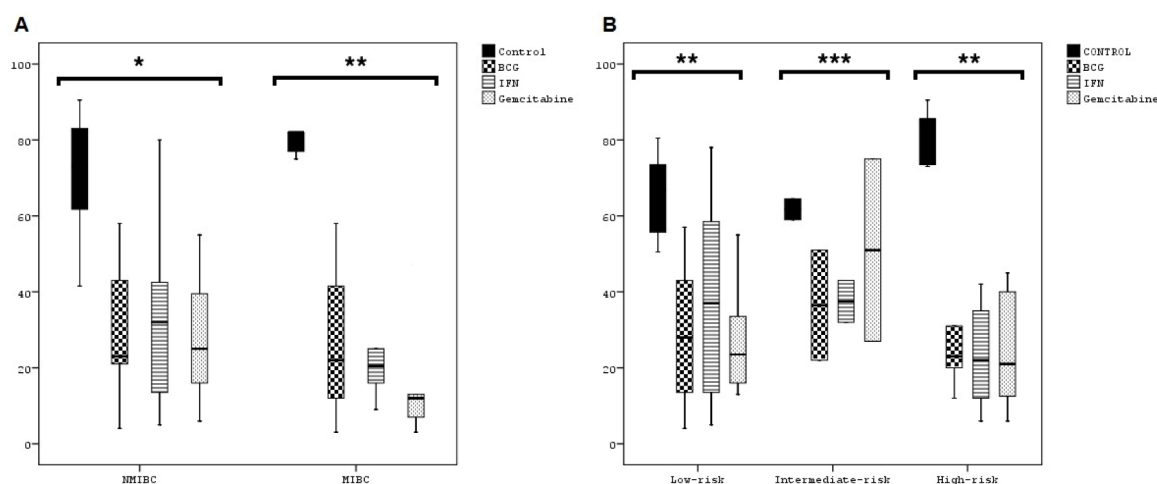 A
*
**
Control
BCG
IFN
Gemcitabine
100
80
60
40
20
0
NMIBC
MIBC
B
**
***
**
CONTROL
BCG
IFN
Gemcitabine
100
80
60
40
20
0
Low-risk
Intermediate-risk
High-risk